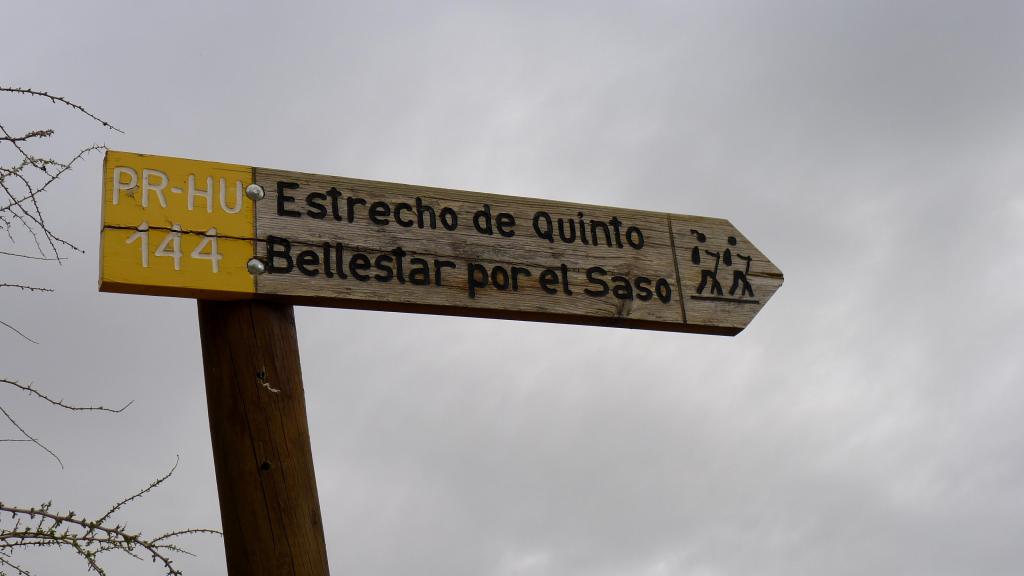 PR-HU
144
Estrecho de Quinto
Bellestar por el Saso